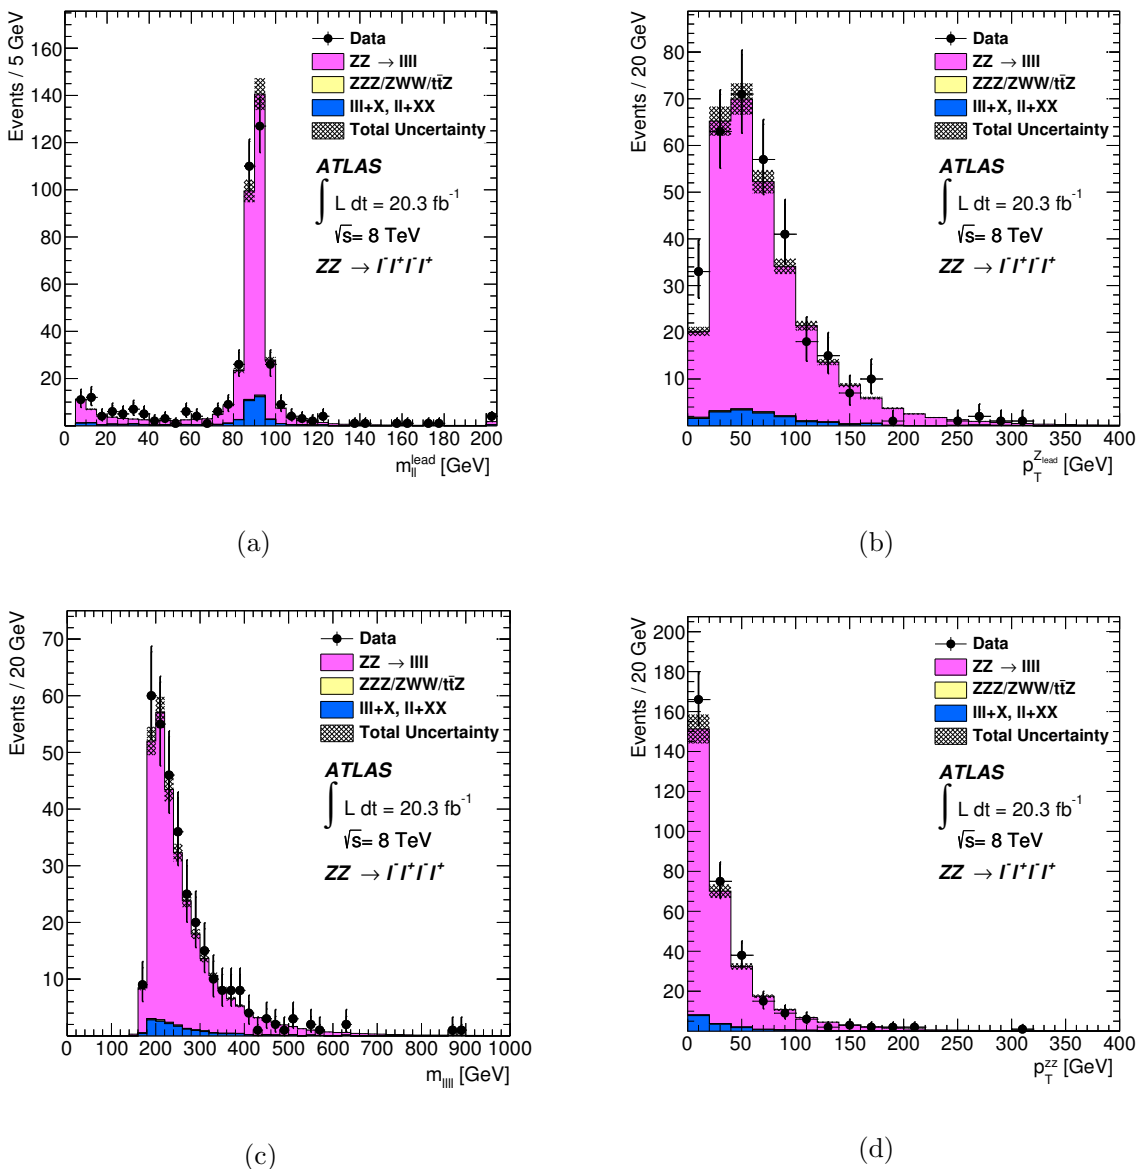 Events / 5 GeV
160
140
120
100
80
60
40
20
0 20 40 60 80 100 120 140 160 180 200
m_ll^lead [GeV]
Data
ZZ → llll
ZZZ/ZWW/tt̄Z
lll+X, ll+XX
Total Uncertainty
ATLAS
∫ L dt = 20.3 fb⁻¹
√s= 8 TeV
ZZ → l⁻l⁺l⁻l⁺
(a)
Events / 20 GeV
80
70
60
50
40
30
20
10
0 50 100 150 200 250 300 350 400
p_T^Z_lead [GeV]
Data
ZZ → llll
ZZZ/ZWW/tt̄Z
lll+X, ll+XX
Total Uncertainty
ATLAS
∫ L dt = 20.3 fb⁻¹
√s= 8 TeV
ZZ → l⁻l⁺l⁻l⁺
(b)
Events / 20 GeV
70
60
50
40
30
20
10
0 100 200 300 400 500 600 700 800 900 1000
m_llll [GeV]
Data
ZZ → llll
ZZZ/ZWW/tt̄Z
lll+X, ll+XX
Total Uncertainty
ATLAS
∫ L dt = 20.3 fb⁻¹
√s= 8 TeV
ZZ → l⁻l⁺l⁻l⁺
(c)
Events / 20 GeV
200
180
160
140
120
100
80
60
40
20
0 50 100 150 200 250 300 350 400
p_T^ZZ [GeV]
Data
ZZ → llll
ZZZ/ZWW/tt̄Z
lll+X, ll+XX
Total Uncertainty
ATLAS
∫ L dt = 20.3 fb⁻¹
√s= 8 TeV
ZZ → l⁻l⁺l⁻l⁺
(d)